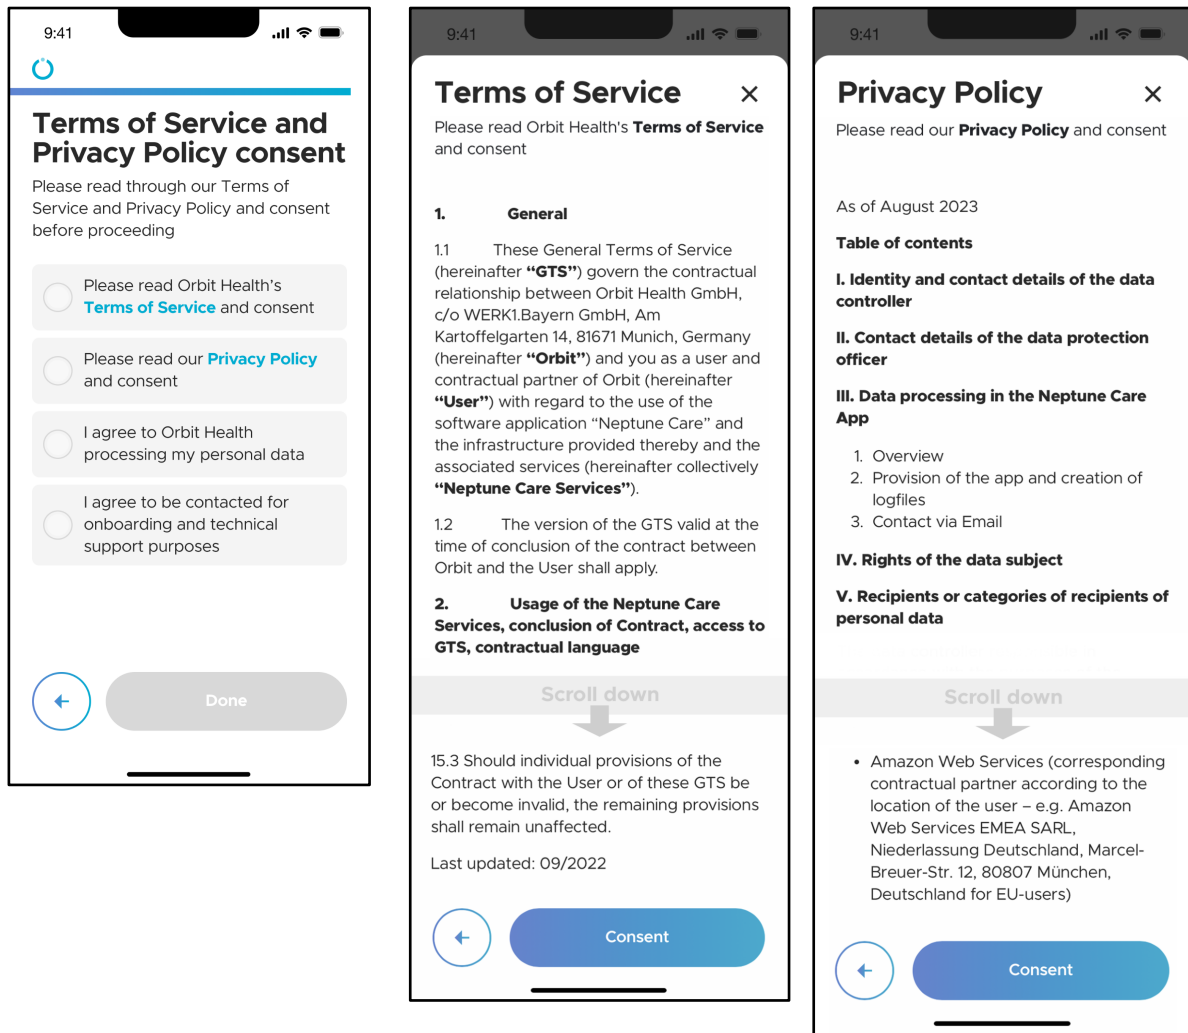 9:41
Terms of Service and
Privacy Policy consent
Please read through our Terms of
Service and Privacy Policy and consent
before proceeding
Please read Orbit Health's
Terms of Service and consent
Please read our Privacy Policy
and consent
I agree to Orbit Health
processing my personal data
I agree to be contacted for
onboarding and technical
support purposes
Done
9:41
Terms of Service
Please read Orbit Health's Terms of Service
and consent
1. General
1.1 These General Terms of Service
(hereinafter “GTS”) govern the contractual
relationship between Orbit Health GmbH,
c/o WERK1.Bayern GmbH, Am
Kartoffelgarten 14, 81671 Munich, Germany
(hereinafter “Orbit”) and you as a user and
contractual partner of Orbit (hereinafter
“User”) with regard to the use of the
software application “Neptune Care” and
the infrastructure provided thereby and the
associated services (hereinafter collectively
“Neptune Care Services”).
1.2 The version of the GTS valid at the
time of conclusion of the contract between
Orbit and the User shall apply.
2. Usage of the Neptune Care
Services, conclusion of Contract, access to
GTS, contractual language
Scroll down
15.3 Should individual provisions of the
Contract with the User or of these GTS be
or become invalid, the remaining provisions
shall remain unaffected.
Last updated: 09/2022
Consent
9:41
Privacy Policy
Please read our Privacy Policy and consent
As of August 2023
Table of contents
I. Identity and contact details of the data
controller
II. Contact details of the data protection
officer
III. Data processing in the Neptune Care
App
1. Overview
2. Provision of the app and creation of
logfiles
3. Contact via Email
IV. Rights of the data subject
V. Recipients or categories of recipients of
personal data
Scroll down
• Amazon Web Services (corresponding
contractual partner according to the
location of the user – e.g. Amazon
Web Services EMEA SARL,
Niederlassung Deutschland, Marcel-
Breuer-Str. 12, 80807 München,
Deutschland for EU-users)
Consent